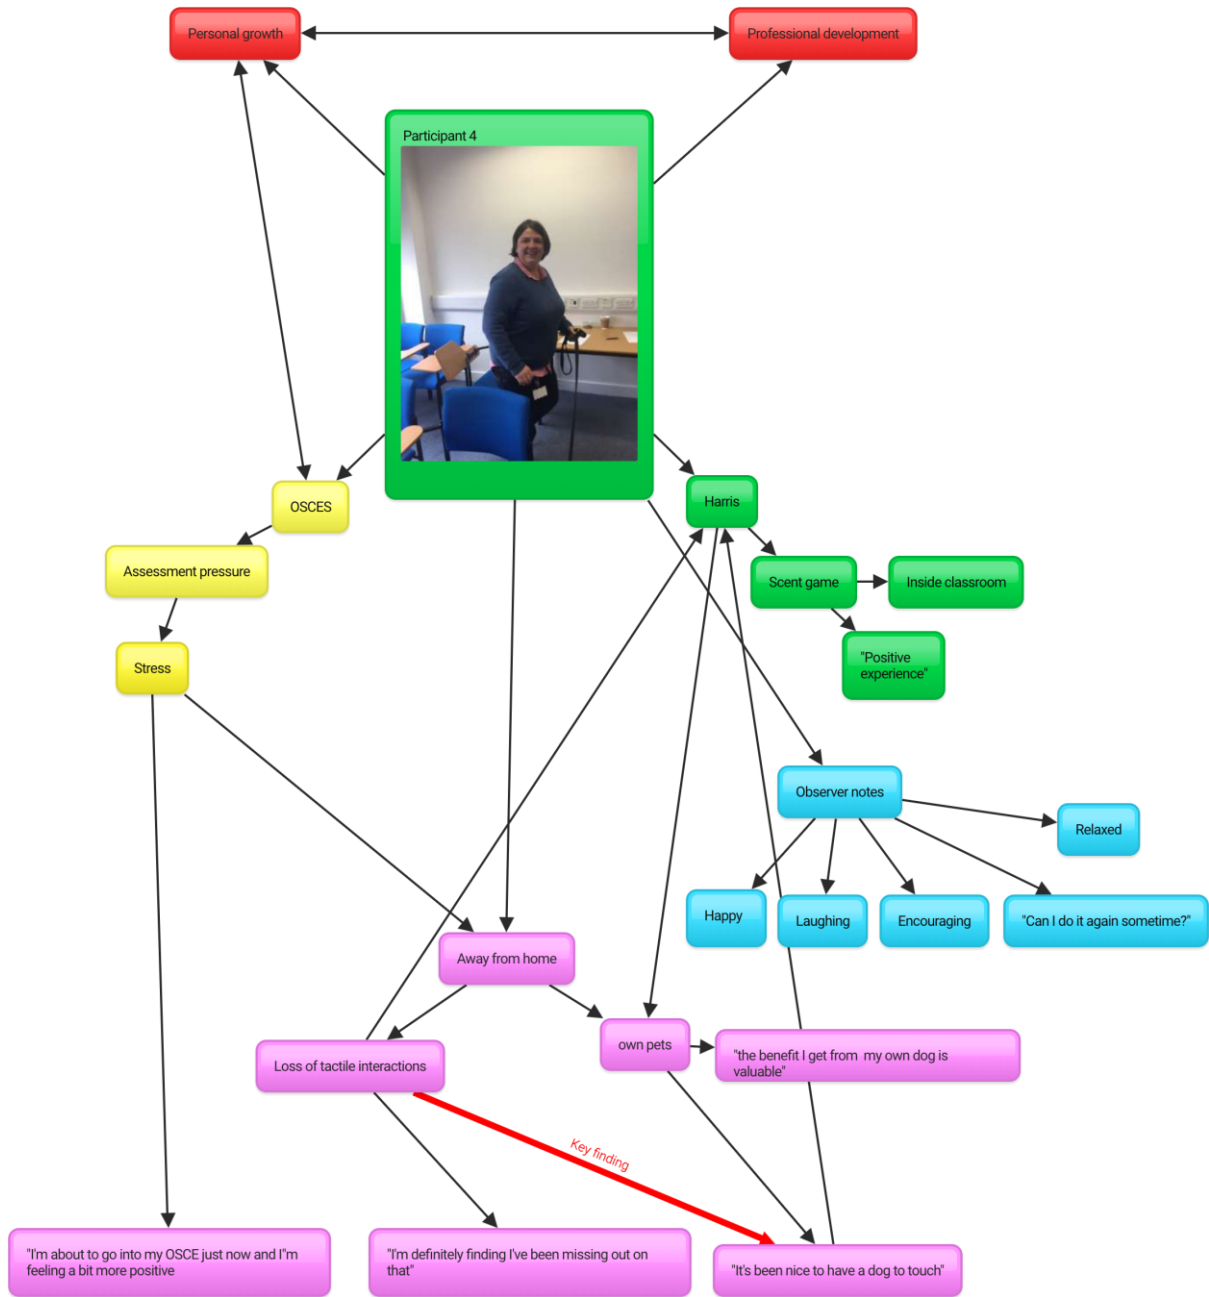 Personal growth
Professional development
Participant 4
OSCES
Harris
Assessment pressure
Scent game
Inside classroom
Stress
"Positive
experience"
Observer notes
Relaxed
Happy
Laughing
Encouraging
"Can I do it again sometime?"
Away from home
own pets
"the benefit I get from  my own dog is
valuable"
Loss of tactile interactions
Key finding
"I'm about to go into my OSCE just now and I"m
feeling a bit more positive
"I'm definitely finding I've been missing out on
that"
"It's been nice to have a dog to touch"